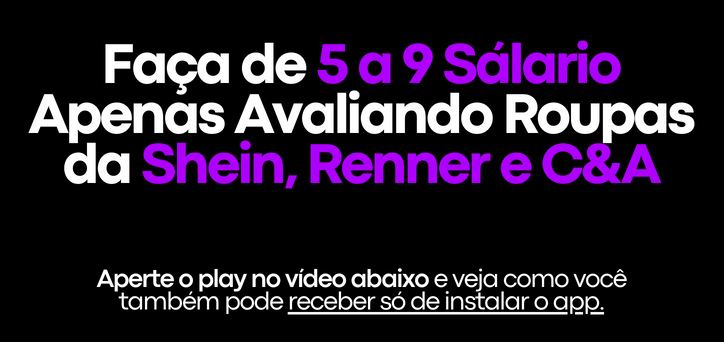 Faça de 5 a 9 Sálario
Apenas Avaliando Roupas
da Shein, Renner e C&A
Aperte o play no vídeo abaixo e veja como você
também pode receber só de instalar o app.